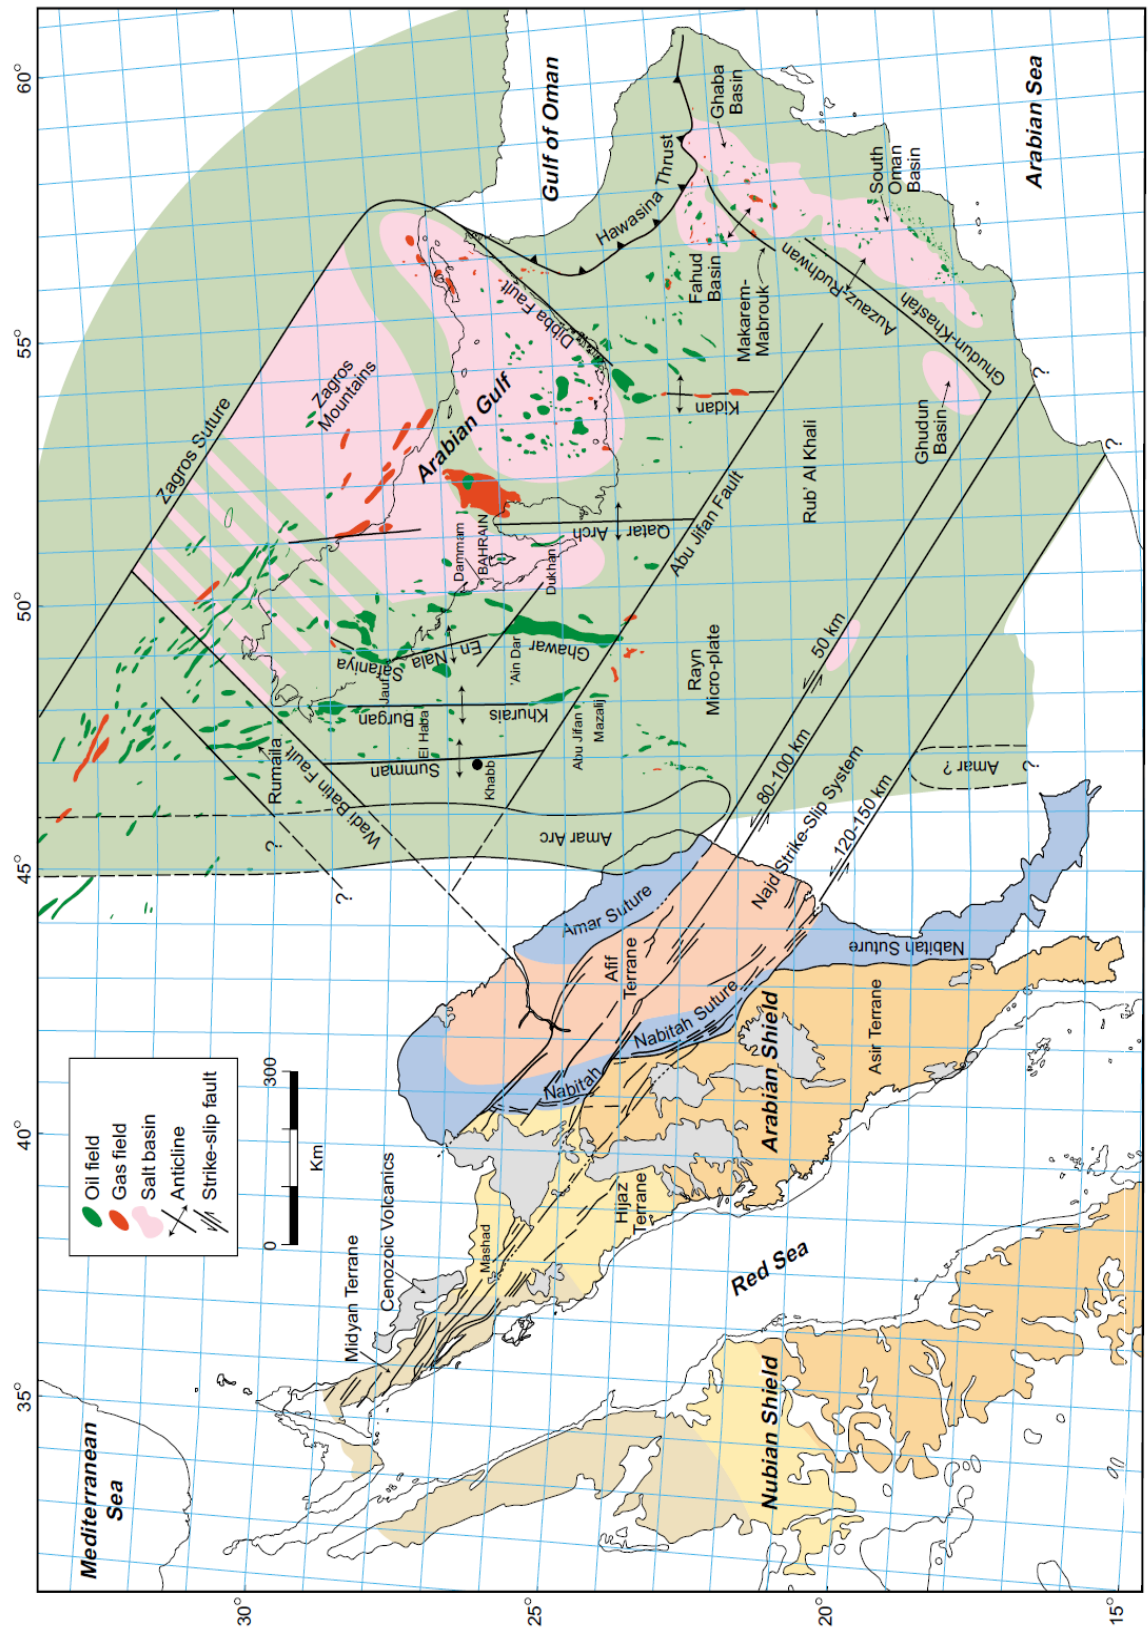 60°
55°
50°
45°
40°
35°
30°
25°
20°
15°
Mediterranean
Sea
Gulf of Oman
Arabian Sea
Arabian Gulf
Red Sea
Nubian Shield
Arabian Shield
Oil field
Gas field
Salt basin
Anticline
Strike-slip fault
0
300
Km
Midyan Terrane
Cenozoic Volcanics
Mashad
Hijaz
Terrane
Asir Terrane
Afif
Terrane
Nabitah
Nabitah Suture
Nabitah Suture
Amar Suture
Amar Arc
Amar ?
Najd Strike-Slip System
50 km
80-100 km
120-150 km
Rayn
Micro-plate
Rub' Al Khali
Abu Jifan Fault
Wadi Batin Fault
Rumaila
Summan
Khabb
El Haba
Burgan
Khurais
Abu Jifan
Mazalij
Jauf
Safaniya
En
Nala
'Ain Dar
Ghawar
Dammam
BAHRAIN
Dukhan
Qatar
Arch
Kidan
Zagros Suture
Zagros
Mountains
Dibba Fault
Hawasina Thrust
Ghaba
Basin
Fahud
Basin
Makarem-
Mabrouk
South
Oman
Basin
Auzauz-Rudhwan
Ghudun-Khasfah
Ghudun
Basin
?
?
?
?
?